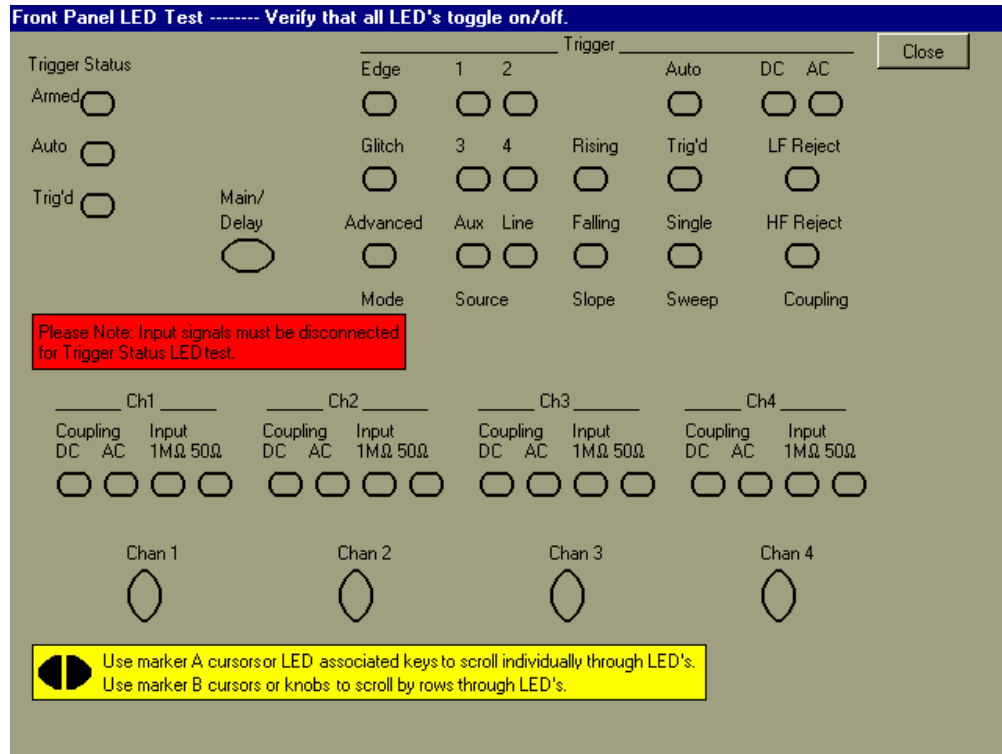 Front Panel LED Test -------- Verify that all LED's toggle on/off.
Close
Trigger Status
Armed
Auto
Trig'd
Main/
Delay
Trigger
Edge 1 2 Auto DC AC
Glitch 3 4 Rising Trig'd LF Reject
Advanced Aux Line Falling Single HF Reject
Mode Source Slope Sweep Coupling
Please Note: Input signals must be disconnected
for Trigger Status LED test.
Ch1 Ch2 Ch3 Ch4
Coupling Input Coupling Input Coupling Input Coupling Input
DC AC 1MΩ 50Ω DC AC 1MΩ 50Ω DC AC 1MΩ 50Ω DC AC 1MΩ 50Ω
Chan 1 Chan 2 Chan 3 Chan 4
Use marker A cursors or LED associated keys to scroll individually through LED's.
Use marker B cursors or knobs to scroll by rows through LED's.